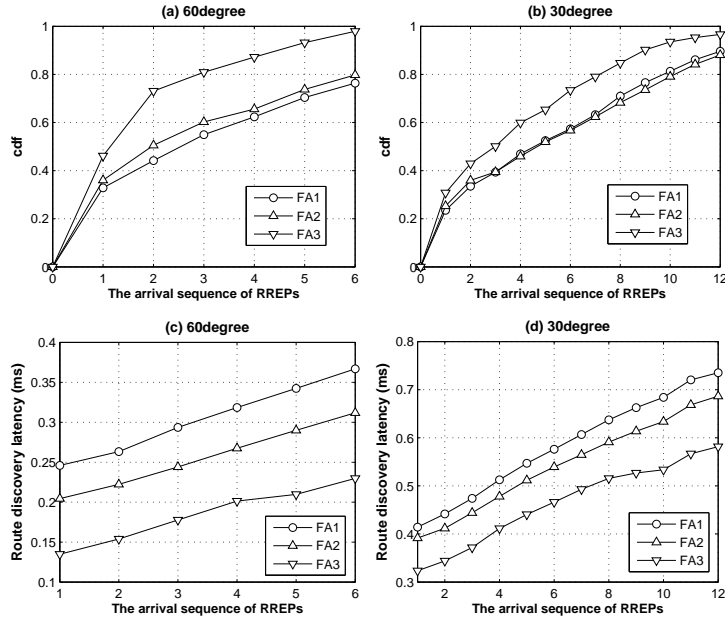 (a) 60degree
cdf
1
0.8
0.6
0.4
0.2
0
0 1 2 3 4 5 6
The arrival sequence of RREPs
FA1
FA2
FA3
(b) 30degree
1
0.8
0.6
0.4
0.2
0
0 2 4 6 8 10 12
The arrival sequence of RREPs
FA1
FA2
FA3
(c) 60degree
Route discovery latency (ms)
0.4
0.35
0.3
0.25
0.2
0.15
0.1
1 2 3 4 5 6
The arrival sequence of RREPs
FA1
FA2
FA3
(d) 30degree
Route discovery latency (ms)
0.8
0.7
0.6
0.5
0.4
0.3
2 4 6 8 10 12
The arrival sequence of RREPs
FA1
FA2
FA3